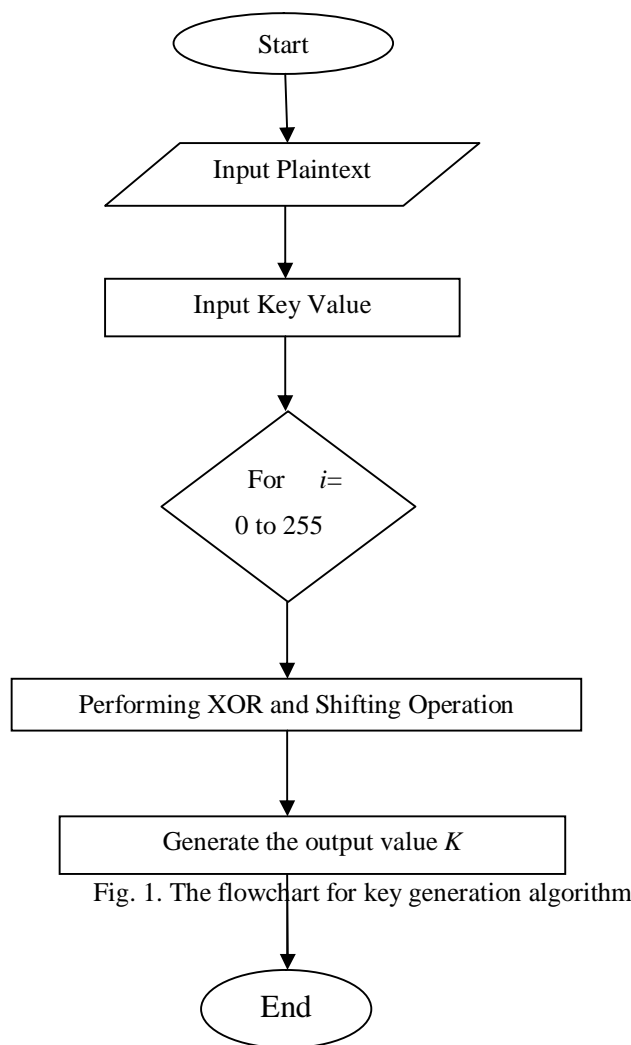 Start
Input Plaintext
Input Key Value
For i=
0 to 255
Performing XOR and Shifting Operation
Generate the output value K
Fig. 1. The flowchart for key generation algorithm
End